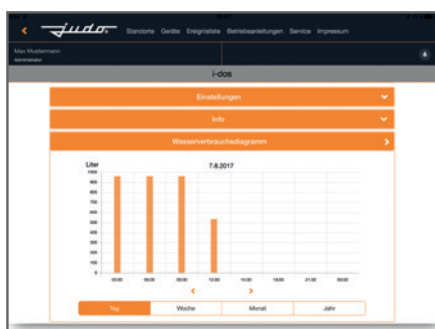 judo Standorte Geräte Ereignisliste Betriebsanleitungen Service Impressum
Max Mustermann
Administrator
i-dos
Einstellungen
Info
Wasserverbrauchsdiagramm
Liter 7.8.2017
1000
900
800
700
600
500
400
300
200
100
0
03:00 06:00 09:00 12:00 15:00 18:00 21:00 00:00
Tag Woche Monat Jahr